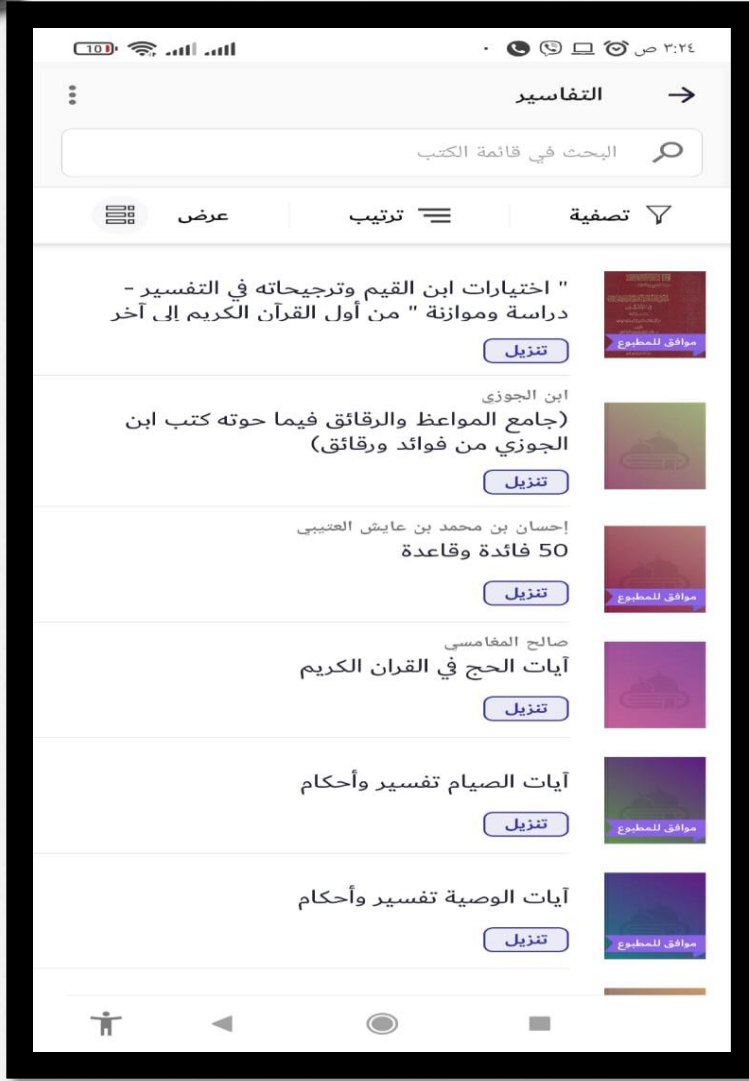 ٣:٢٤ ص
10
التفاسير
البحث في قائمة الكتب
تصفية
ترتيب
عرض
" اختيارات ابن القيم وترجيحاته في التفسير -
دراسة وموازنة " من أول القرآن الكريم إلى آخر
موافق للمطبوع
تنزيل
ابن الجوزي
(جامع المواعظ والرقائق فيما حوته كتب ابن
الجوزي من فوائد ورقائق)
تنزيل
إحسان بن محمد بن عايش العتيبي
50 فائدة وقاعدة
موافق للمطبوع
تنزيل
صالح المغامسي
آيات الحج في القران الكريم
تنزيل
آيات الصيام تفسير وأحكام
موافق للمطبوع
تنزيل
آيات الوصية تفسير وأحكام
موافق للمطبوع
تنزيل